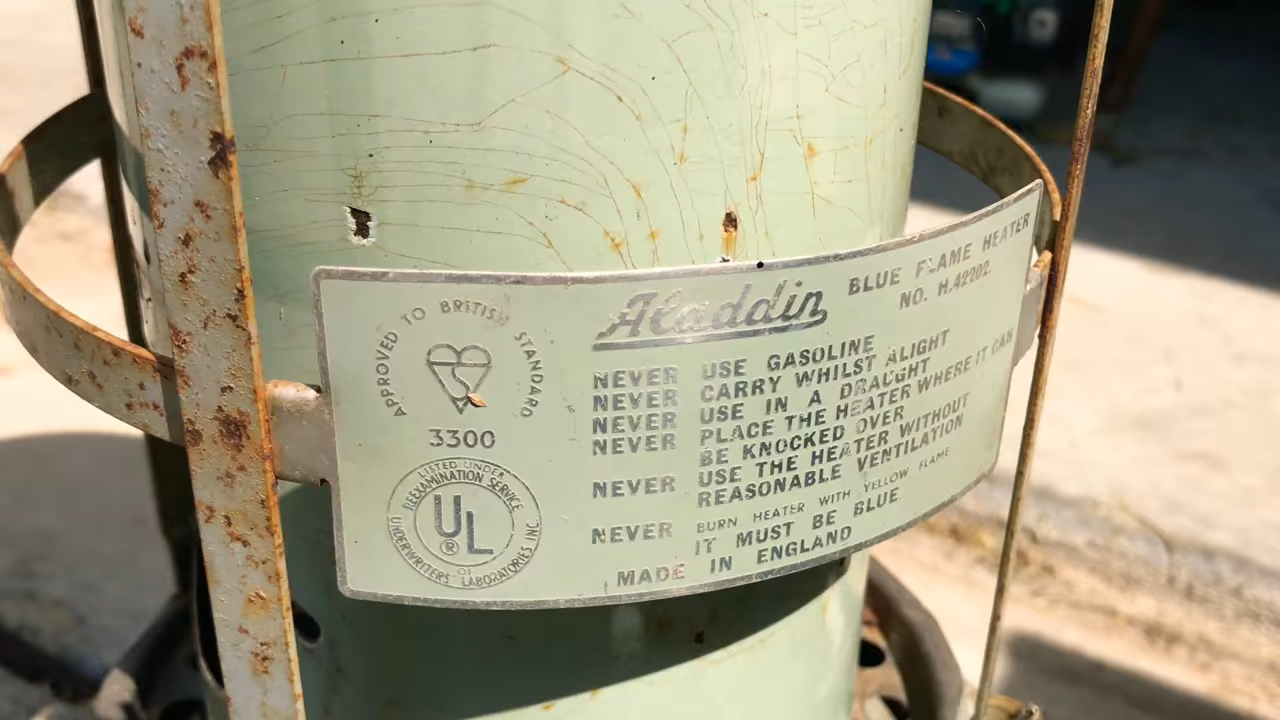 APPROVED TO BRITISH STANDARD
3300
LISTED UNDER
REEXAMINATION SERVICE
UL
®
OF
UNDERWRITERS LABORATORIES INC.
Aladdin
BLUE FLAME HEATER
NO. H.42202.
NEVER USE GASOLINE
NEVER CARRY WHILST ALIGHT
NEVER USE IN A DRAUGHT
NEVER PLACE THE HEATER WHERE IT CAN
BE KNOCKED OVER
NEVER USE THE HEATER WITHOUT
REASONABLE VENTILATION
NEVER BURN HEATER WITH YELLOW FLAME
IT MUST BE BLUE.
MADE IN ENGLAND